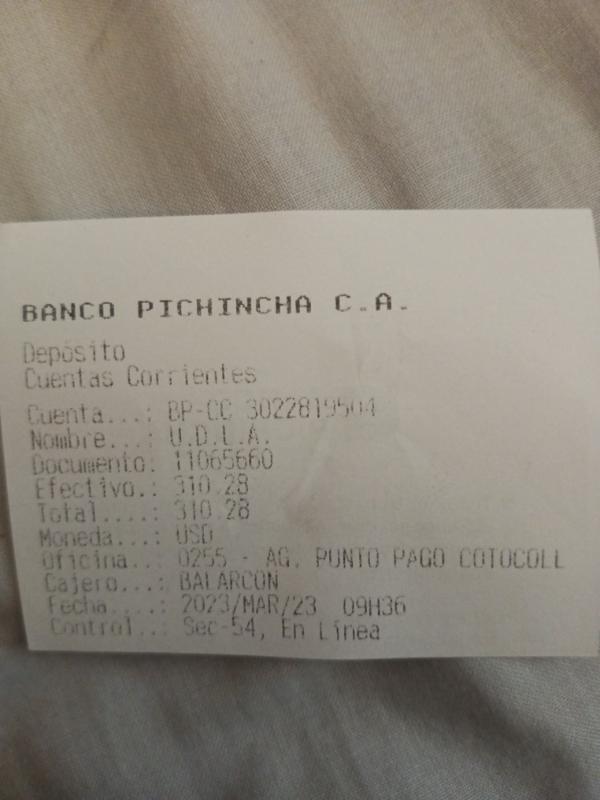 BANCO PICHINCHA C.A.
Depósito
Cuentas Corrientes
Cuenta...: BP-CC 3022819504
Nombre...: U.D.L.A.
Documento: 11065660
Efectivo.: 310.28
Total....: 310.28
Moneda...: USD
Oficina..: 0255 - AG. PUNTO PAGO COTOCOLL
Cajero...: BALARCON
Fecha....: 2023/MAR/23 09H36
Control..: Sec-54, En Línea